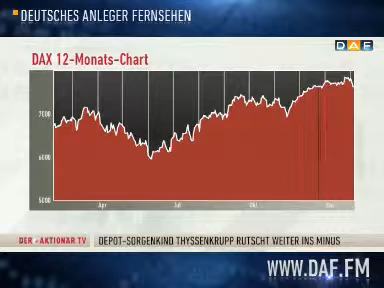 DEUTSCHES ANLEGER FERNSEHEN
DAF
DAX 12-Monats-Chart
7000
6000
5000
Apr Jul Okt
DER AKTIONÄR TV DEPOT-SORGENKIND THYSSENKRUPP RUTSCHT WEITER INS MINUS
WWW.DAF.FM